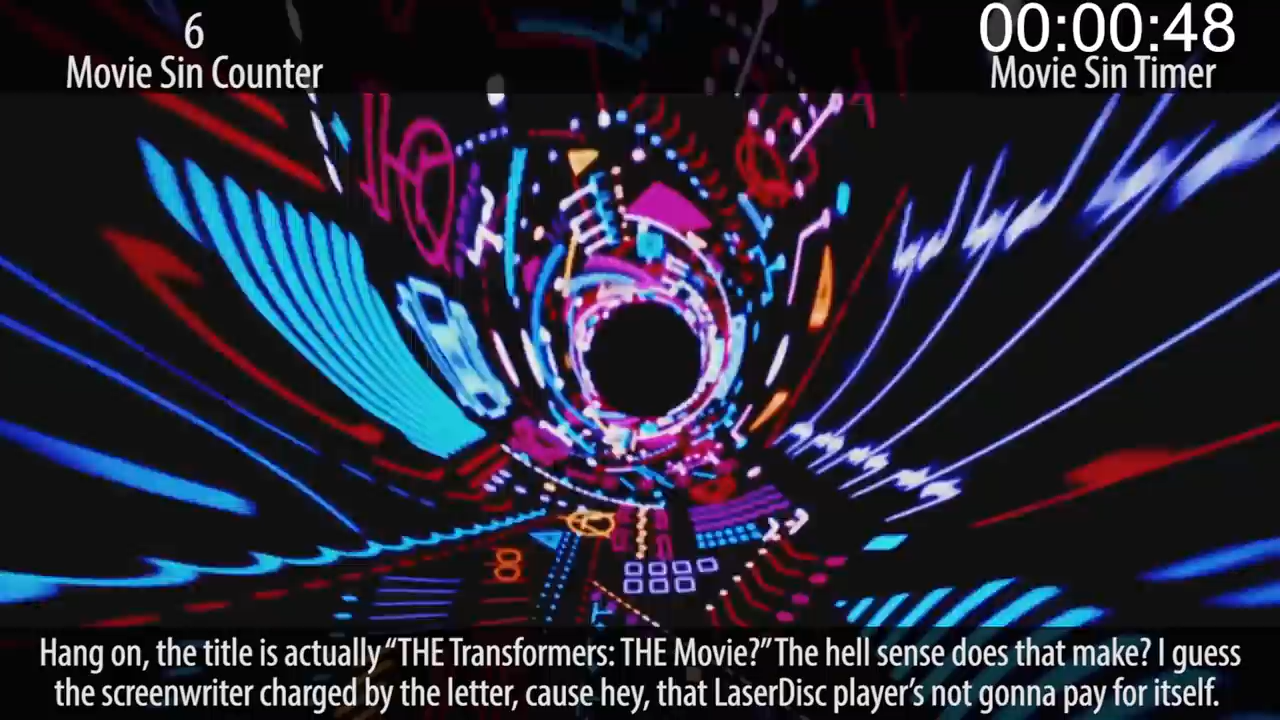 6
Movie Sin Counter
00:00:48
Movie Sin Timer
Hang on, the title is actually “THE Transformers: THE Movie?” The hell sense does that make? I guess
the screenwriter charged by the letter, cause hey, that LaserDisc player’s not gonna pay for itself.